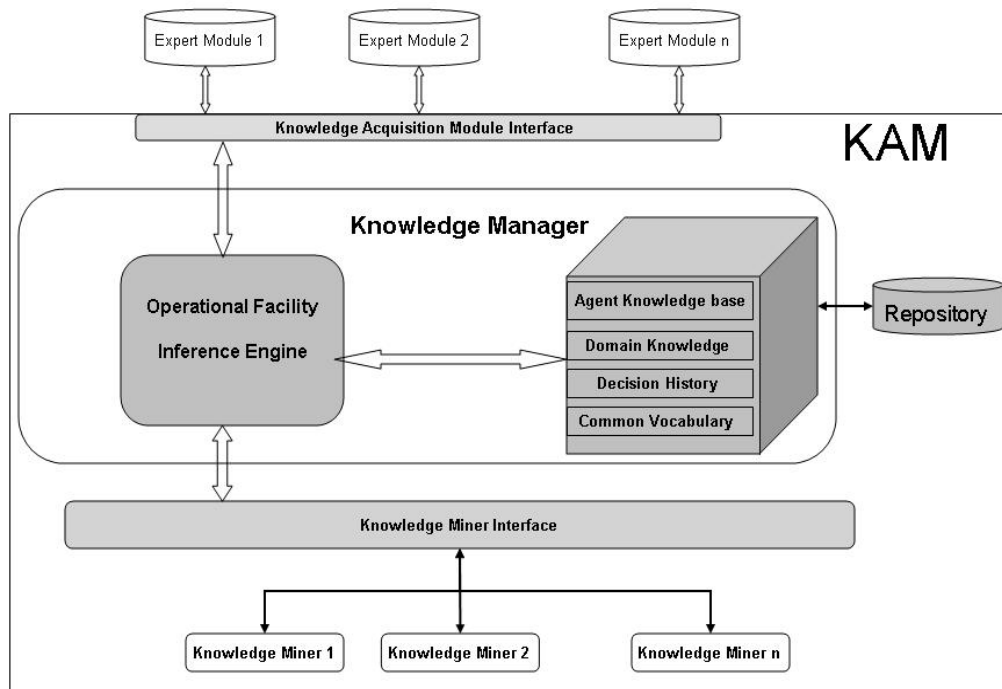 Expert Module 1
Expert Module 2
Expert Module n
Knowledge Acquisition Module Interface
KAM
Knowledge Manager
Operational Facility
Inference Engine
Agent Knowledge base
Domain Knowledge
Decision History
Common Vocabulary
Repository
Knowledge Miner Interface
Knowledge Miner 1
Knowledge Miner 2
Knowledge Miner n